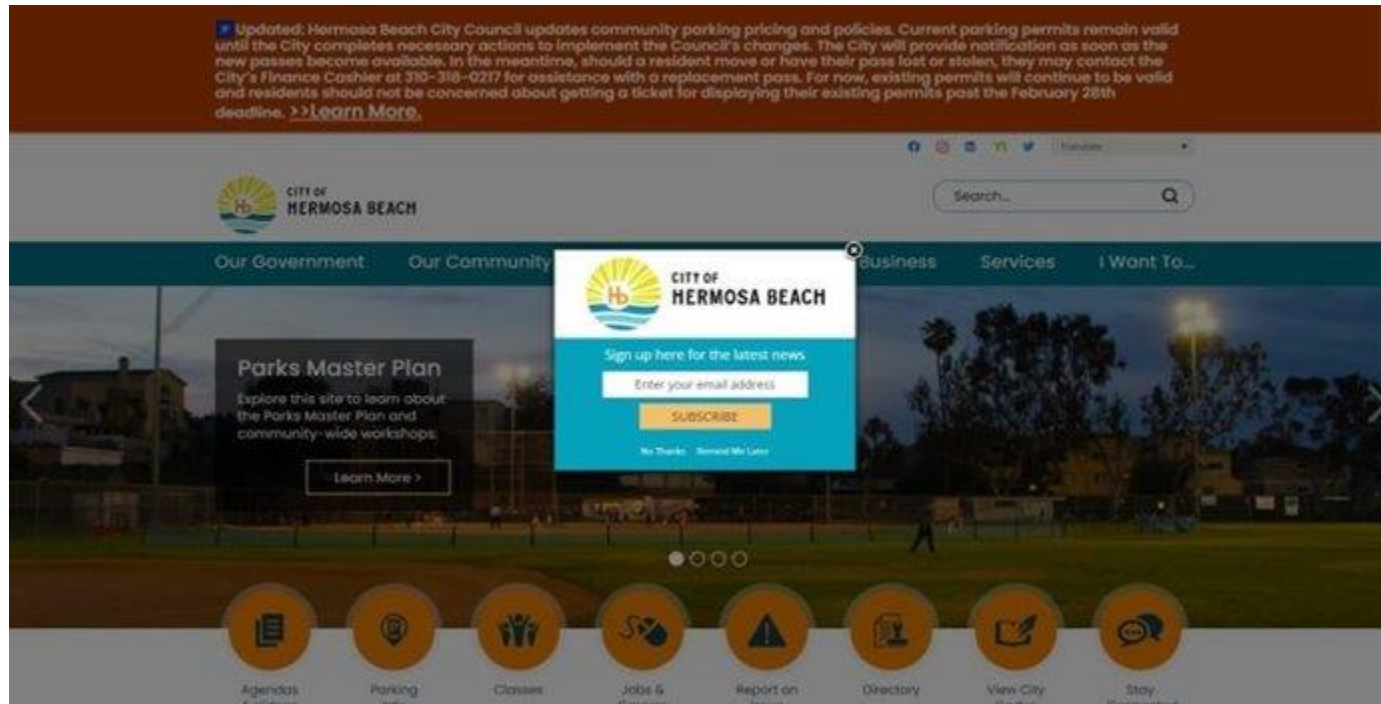 Updated: Hermosa Beach City Council updates community parking pricing and policies. Current parking permits remain valid
until the City completes necessary actions to implement the Council's changes. The City will provide notification as soon as the
new passes become available. In the meantime, should a resident move or have their pass lost or stolen, they may contact the
City's Finance Cashier at 310-318-0217 for assistance with a replacement pass. For now, existing permits will continue to be valid
and residents should not be concerned about getting a ticket for displaying their existing permits past the February 28th
deadline. >>Learn More.
Translate
CITY OF
HERMOSA BEACH
Search...
Our Government Our Community Business Services I Want To...
CITY OF
HERMOSA BEACH
Sign up here for the latest news
Enter your email address
SUBSCRIBE
No Thanks Remind Me Later
Parks Master Plan
Explore this site to learn about
the Parks Master Plan and
community-wide workshops.
Learn More >
Agendas Parking Classes Jobs & Report an Directory View City Stay